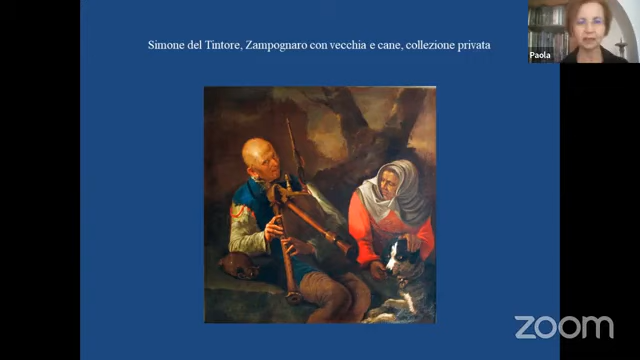 Simone del Tintore, Zampognaro con vecchia e cane, collezione privata
Paola
zoom